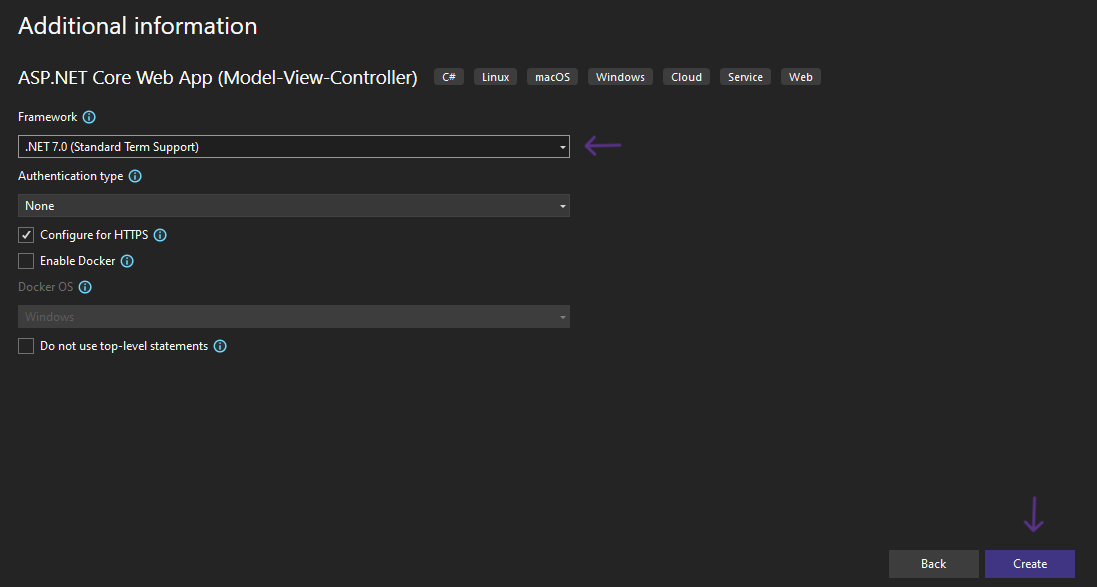 Additional information
ASP.NET Core Web App (Model-View-Controller) C# Linux macOS Windows Cloud Service Web
Framework
.NET 7.0 (Standard Term Support)
Authentication type
None
Configure for HTTPS
Enable Docker
Docker OS
Windows
Do not use top-level statements
Back Create